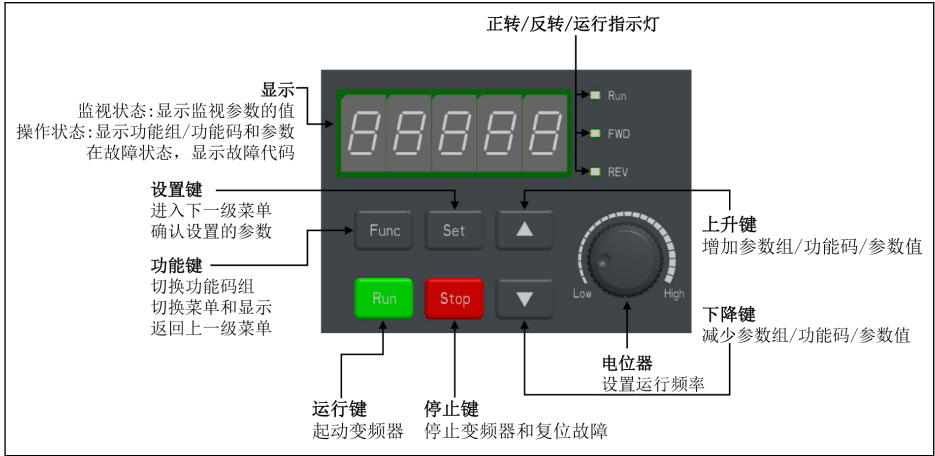 正转/反转/运行指示灯
显示
监视状态:显示监视参数的值
操作状态:显示功能组/功能码和参数
在故障状态，显示故障代码
88888
Run
FWD
REV
设置键
进入下一级菜单
确认设置的参数
功能键
切换功能码组
切换菜单和显示
返回上一级菜单
Func
Set
Run
Stop
Low
High
上升键
增加参数组/功能码/参数值
下降键
减少参数组/功能码/参数值
电位器
设置运行频率
运行键
起动变频器
停止键
停止变频器和复位故障